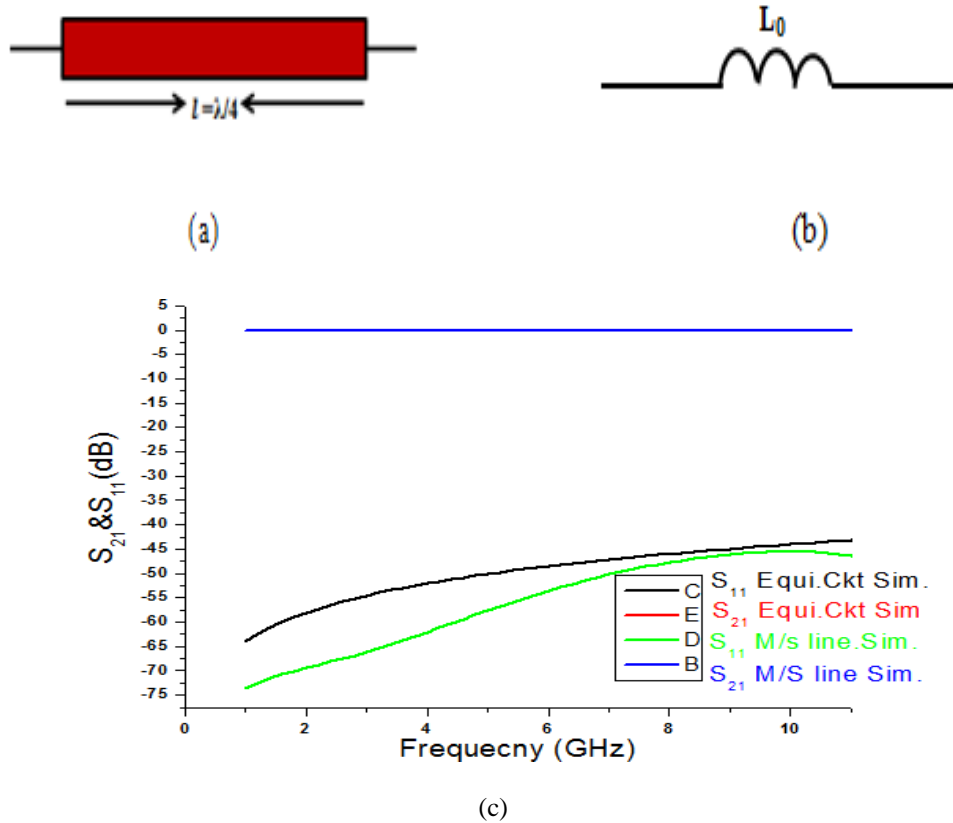 l=λ/4
L0
(a)
(b)
5
0
-5
-10
-15
-20
-25
-30
-35
-40
-45
-50
-55
-60
-65
-70
-75
S21&S11(dB)
0 2 4 6 8 10
Frequecny (GHz)
C S11 Equi.Ckt Sim.
E S21 Equi.Ckt Sim
D S11 M/s line.Sim.
B S21 M/S line Sim.
(c)